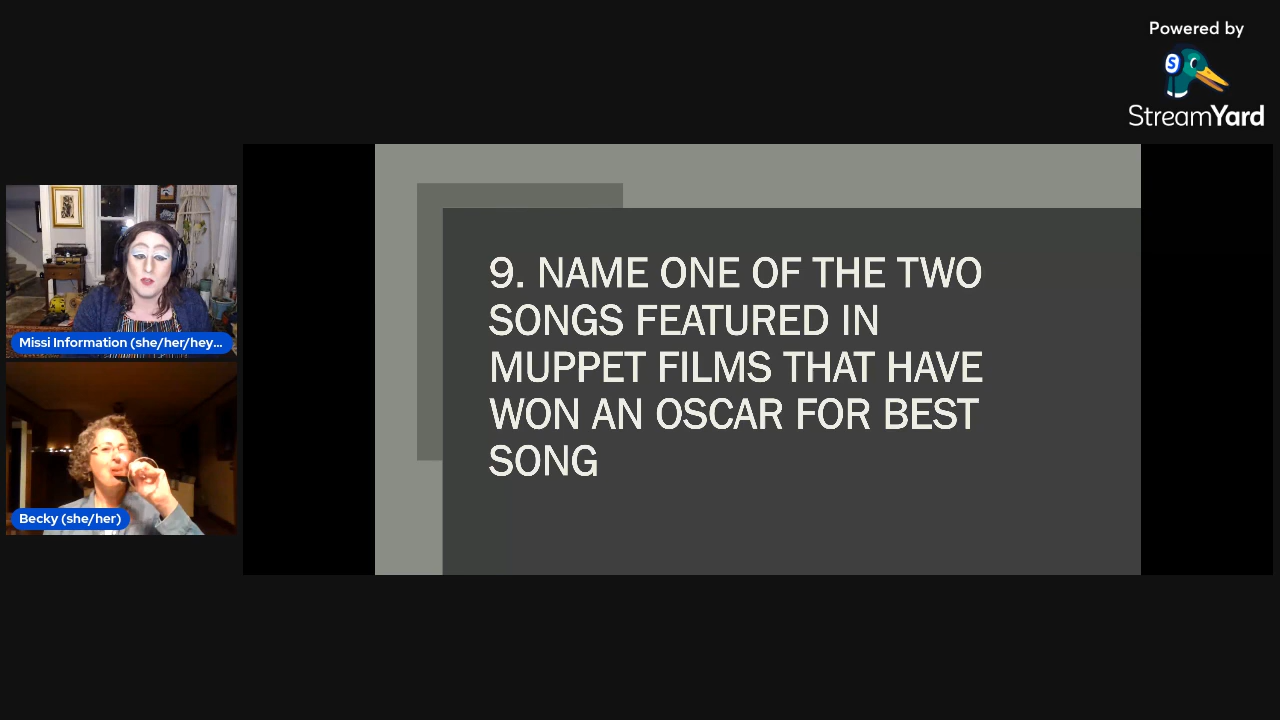 Powered by
S
StreamYard
Missi Information (she/her/hey...
Becky (she/her)
9. NAME ONE OF THE TWO
SONGS FEATURED IN
MUPPET FILMS THAT HAVE
WON AN OSCAR FOR BEST
SONG